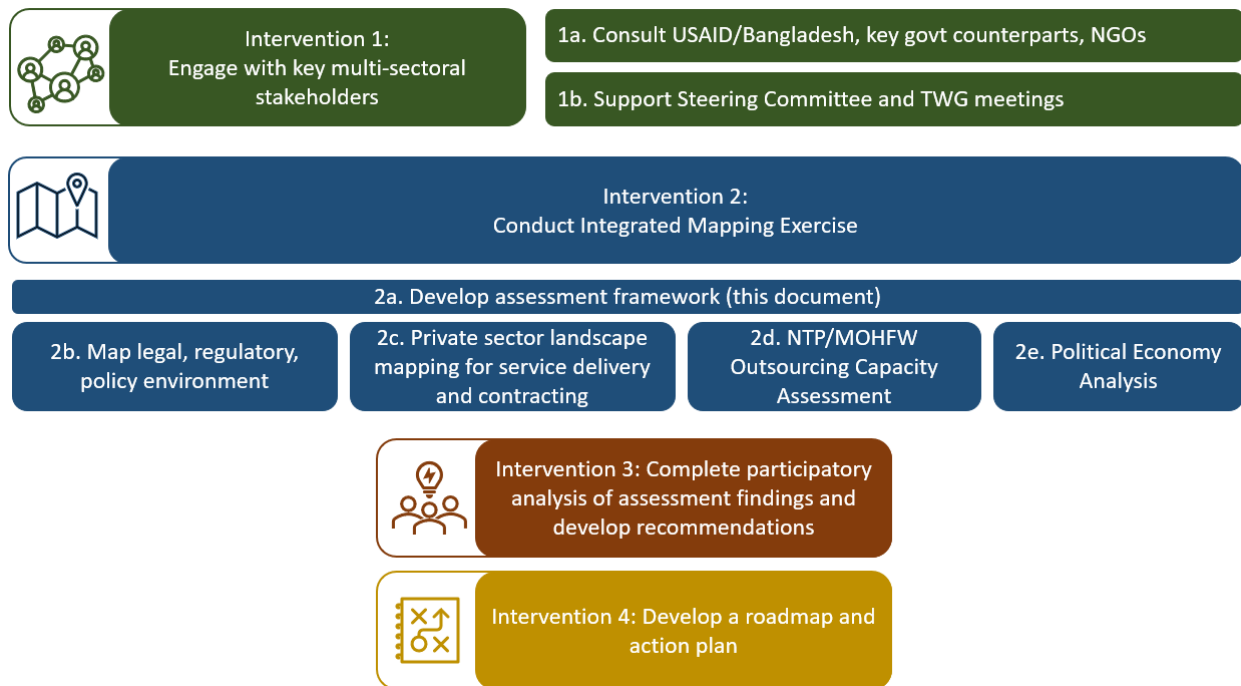 Intervention 1:
Engage with key multi-sectoral
stakeholders
1a. Consult USAID/Bangladesh, key govt counterparts, NGOs
1b. Support Steering Committee and TWG meetings
Intervention 2:
Conduct Integrated Mapping Exercise
2a. Develop assessment framework (this document)
2b. Map legal, regulatory,
policy environment
2c. Private sector landscape
mapping for service delivery
and contracting
2d. NTP/MOHFW
Outsourcing Capacity
Assessment
2e. Political Economy
Analysis
Intervention 3: Complete participatory
analysis of assessment findings and
develop recommendations
Intervention 4: Develop a roadmap and
action plan